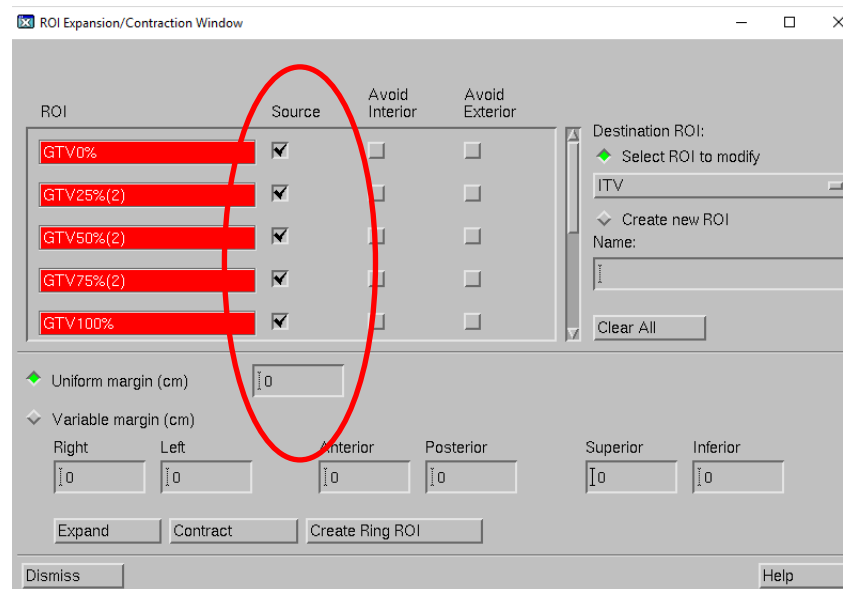 ROI Expansion/Contraction Window
ROI Source Avoid Interior Avoid Exterior
GTV0%
GTV25%(2)
GTV50%(2)
GTV75%(2)
GTV100%
Destination ROI:
Select ROI to modify
ITV
Create new ROI
Name:
Clear All
Uniform margin (cm) 0
Variable margin (cm)
Right Left Anterior Posterior Superior Inferior
0 0 0 0 0 0
Expand Contract Create Ring ROI
Dismiss Help